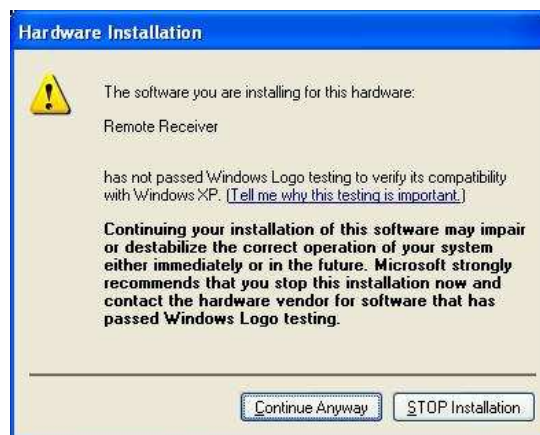 Hardware Installation
The software you are installing for this hardware:
Remote Receiver
has not passed Windows Logo testing to verify its compatibility
with Windows XP. (Tell me why this testing is important.)
Continuing your installation of this software may impair
or destabilize the correct operation of your system
either immediately or in the future. Microsoft strongly
recommends that you stop this installation now and
contact the hardware vendor for software that has
passed Windows Logo testing.
Continue Anyway
STOP Installation